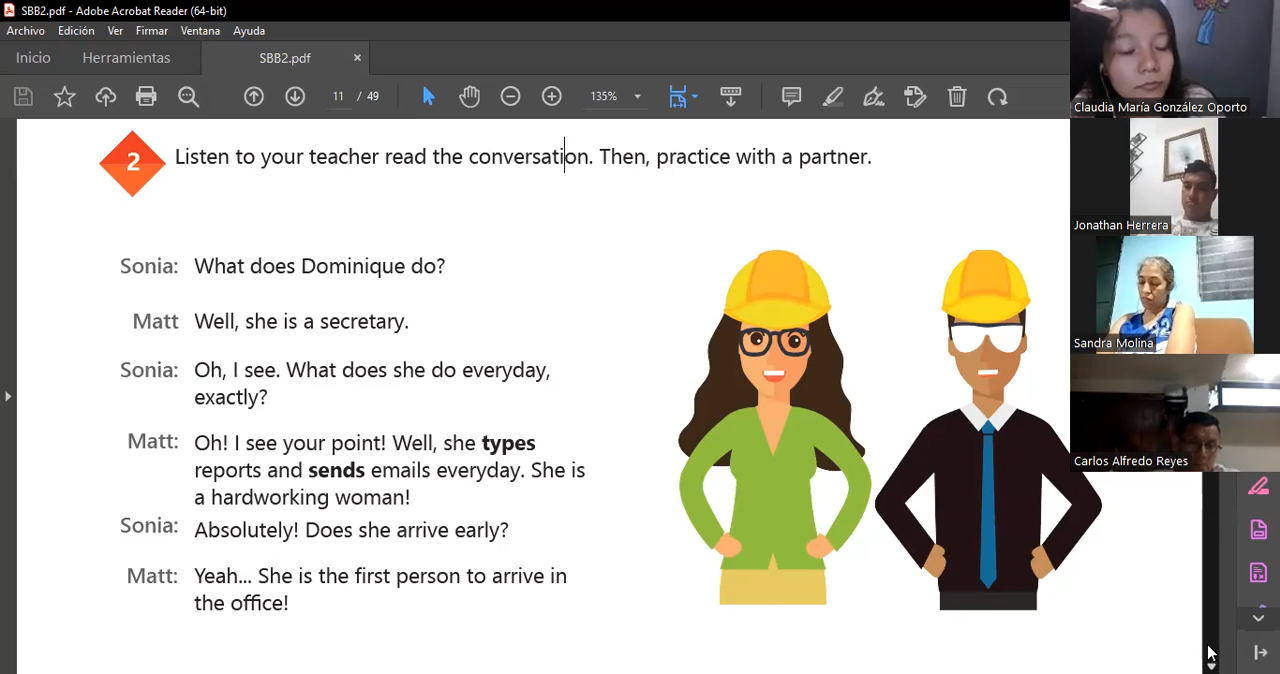 SBB2.pdf - Adobe Acrobat Reader (64-bit)
Archivo Edición Ver Firmar Ventana Ayuda
Inicio Herramientas SBB2.pdf ×
11 / 49 135%
2 Listen to your teacher read the conversation. Then, practice with a partner.
Sonia: What does Dominique do?
Matt Well, she is a secretary.
Sonia: Oh, I see. What does she do everyday,
exactly?
Matt: Oh! I see your point! Well, she types
reports and sends emails everyday. She is
a hardworking woman!
Sonia: Absolutely! Does she arrive early?
Matt: Yeah... She is the first person to arrive in
the office!
Claudia María González Oporto
Jonathan Herrera
Sandra Molina
Carlos Alfredo Reyes